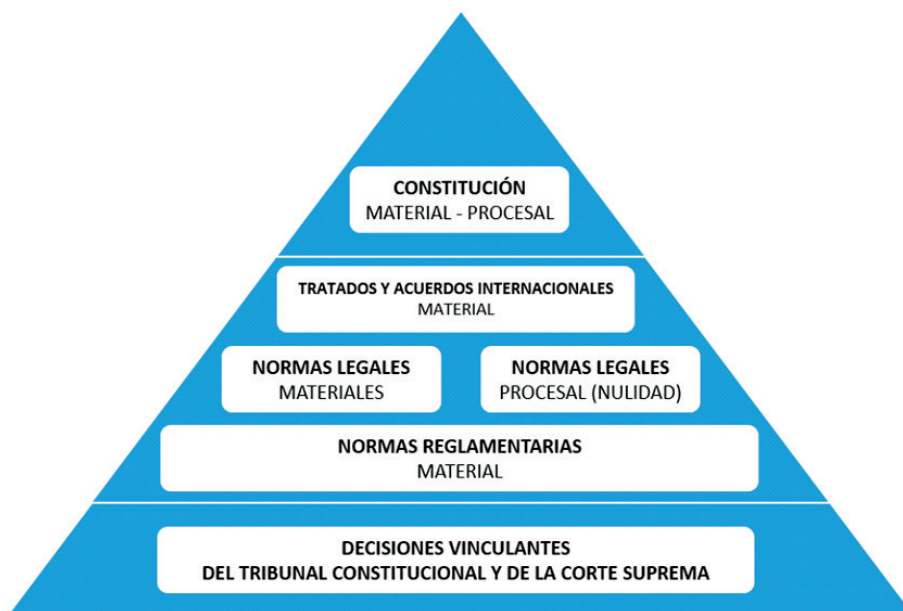 CONSTITUCIÓN
MATERIAL - PROCESAL
TRATADOS Y ACUERDOS INTERNACIONALES
MATERIAL
NORMAS LEGALES
MATERIALES
NORMAS LEGALES
PROCESAL (NULIDAD)
NORMAS REGLAMENTARIAS
MATERIAL
DECISIONES VINCULANTES
DEL TRIBUNAL CONSTITUCIONAL Y DE LA CORTE SUPREMA